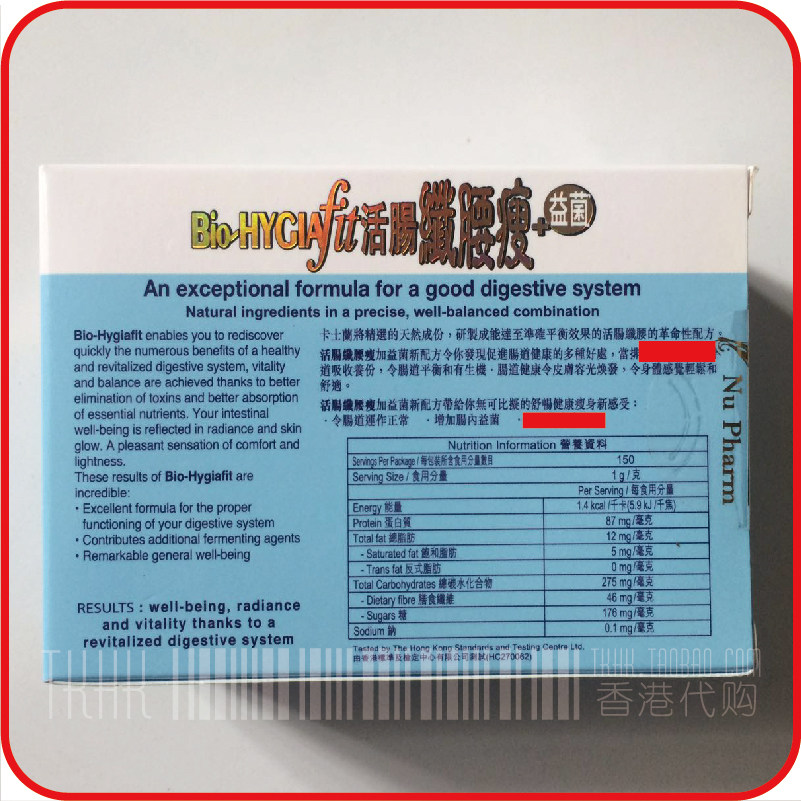 Bio-HYGIAfit活腸纖腰瘦+益菌
An exceptional formula for a good digestive system
Natural ingredients in a precise, well-balanced combination
Bio-Hygiafit enables you to rediscover
quickly the numerous benefits of a healthy
and revitalized digestive system, vitality
and balance are achieved thanks to better
elimination of toxins and better absorption
of essential nutrients. Your intestinal
well-being is reflected in radiance and skin
glow. A pleasant sensation of comfort and
lightness.
These results of Bio-Hygiafit are
incredible:
• Excellent formula for the proper
functioning of your digestive system
• Contributes additional fermenting agents
• Remarkable general well-being
RESULTS : well-being, radiance
and vitality thanks to a
revitalized digestive system
卡士蘭將精選的天然成份，研製成能達至準確平衡效果的活腸纖腰的革命性配方。
活腸纖腰瘦加益菌新配方令你發現促進腸道健康的多種好處，當排
道吸收養份，令腸道平衡和有生機。腸道健康令皮膚容光煥發，令身體感覺輕鬆和
舒適。
活腸纖腰瘦加益菌新配方帶給你無可比擬的舒暢健康瘦身新感受：
·令腸道運作正常 ·增加腸內益菌 ·
Nutrition Information 營養資料
Servings Per Package / 每包裝所含食用分量數目 150
Serving Size / 食用分量 1 g / 克
Per Serving / 每食用分量
Energy 能量 1.4 kcal /千卡(5.9 kJ /千焦)
Protein 蛋白質 87 mg/毫克
Total fat 總脂肪 12 mg/毫克
- Saturated fat 飽和脂肪 5 mg/毫克
- Trans fat 反式脂肪 0 mg/毫克
Total Carbohydrates 總碳水化合物 275 mg/毫克
- Dietary fibre 膳食纖維 46 mg/毫克
- Sugars 糖 176 mg/毫克
Sodium 鈉 0.1 mg/毫克
Tested by The Hong Kong Standards and Testing Centre Ltd.
由香港標準及檢定中心有限公司測試(HC270062)
Nu Pharm
TKHK
TKHK.TAOBAO.COM
香港代购